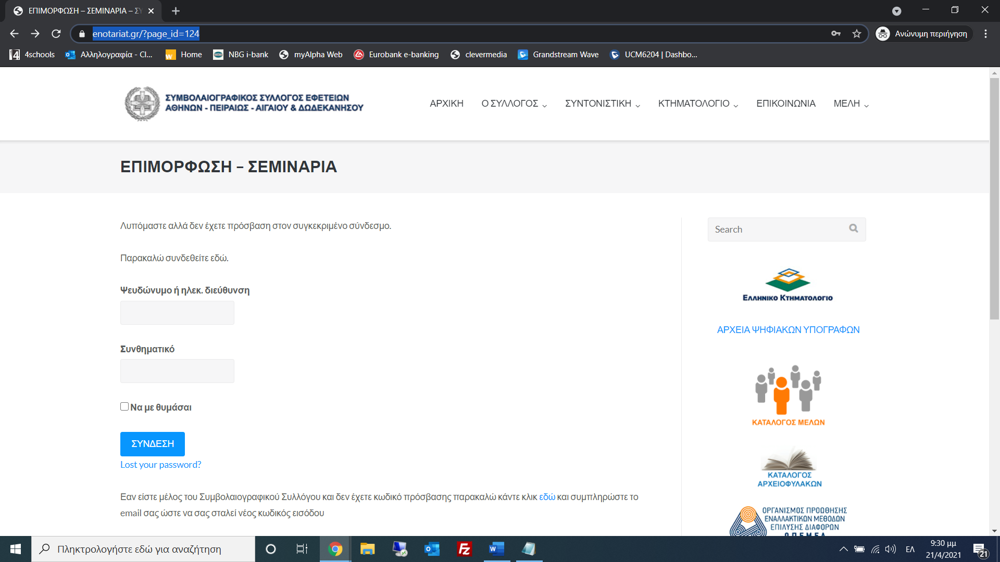 ΕΠΙΜΟΡΦΩΣΗ – ΣΕΜΙΝΑΡΙΑ – ΣΥ
enotariat.gr/?page_id=124
Ανώνυμη περιήγηση
4schools
Αλληλογραφία - Cl...
Home
NBG i-bank
myAlpha Web
Eurobank e-banking
clevermedia
Grandstream Wave
UCM6204 | Dashbo...
ΣΥΜΒΟΛΑΙΟΓΡΑΦΙΚΟΣ ΣΥΛΛΟΓΟΣ ΕΦΕΤΕΙΩΝ
ΑΘΗΝΩΝ - ΠΕΙΡΑΙΩΣ - ΑΙΓΑΙΟΥ & ΔΩΔΕΚΑΝΗΣΟΥ
ΑΡΧΙΚΗ
Ο ΣΥΛΛΟΓΟΣ
ΣΥΝΤΟΝΙΣΤΙΚΗ
ΚΤΗΜΑΤΟΛΟΓΙΟ
ΕΠΙΚΟΙΝΩΝΙΑ
ΜΕΛΗ
ΕΠΙΜΟΡΦΩΣΗ – ΣΕΜΙΝΑΡΙΑ
Λυπόμαστε αλλά δεν έχετε πρόσβαση στον συγκεκριμένο σύνδεσμο.
Παρακαλώ συνδεθείτε εδώ.
Ψευδώνυμο ή ηλεκ. διεύθυνση
Συνθηματικό
Να με θυμάσαι
ΣΥΝΔΕΣΗ
Lost your password?
Εαν είστε μέλος του Συμβολαιογραφικού Συλλόγου και δεν έχετε κωδικό πρόσβασης παρακαλώ κάντε κλικ εδώ και συμπληρώστε το
email σας ώστε να σας σταλεί νέος κωδικός εισόδου
Search
ΕΛΛΗΝΙΚΟ ΚΤΗΜΑΤΟΛΟΓΙΟ
ΑΡΧΕΙΑ ΨΗΦΙΑΚΩΝ ΥΠΟΓΡΑΦΩΝ
ΚΑΤΑΛΟΓΟΣ ΜΕΛΩΝ
ΚΑΤΑΛΟΓΟΣ
ΑΡΧΕΙΟΦΥΛΑΚΩΝ
ΟΡΓΑΝΙΣΜΟΣ ΠΡΟΩΘΗΣΗΣ
ΕΝΑΛΛΑΚΤΙΚΩΝ ΜΕΘΟΔΩΝ
ΕΠΙΛΥΣΗΣ ΔΙΑΦΟΡΩΝ
Ο.Π.Ε.Μ.Ε.Δ.
Πληκτρολογήστε εδώ για αναζήτηση
ΕΛ
9:30 μμ
21/4/2021
21